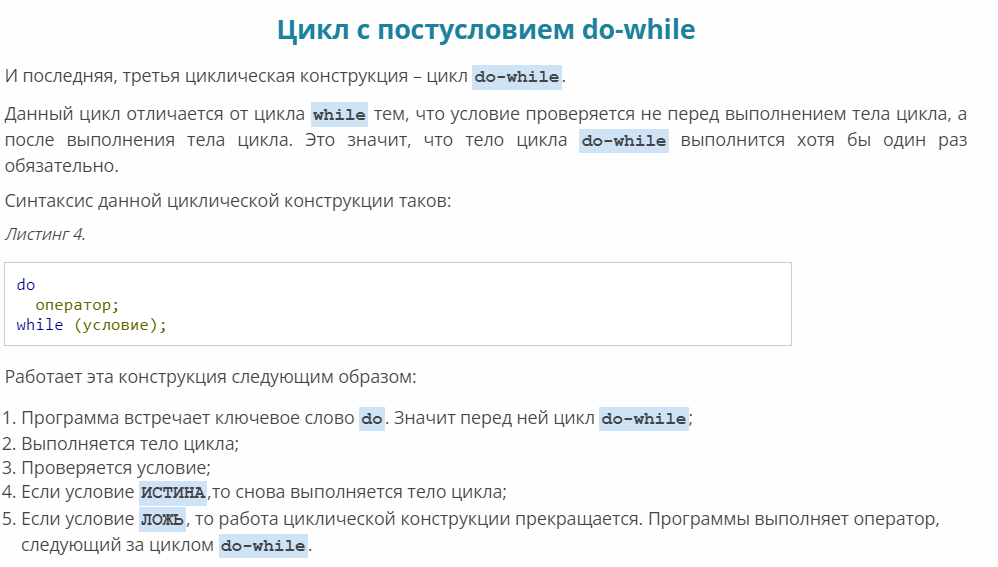 Цикл с постусловием do-while
И последняя, третья циклическая конструкция – цикл do-while.
Данный цикл отличается от цикла while тем, что условие проверяется не перед выполнением тела цикла, а
после выполнения тела цикла. Это значит, что тело цикла do-while выполнится хотя бы один раз
обязательно.
Синтаксис данной циклической конструкции таков:
Листинг 4.
do
  оператор;
while (условие);
Работает эта конструкция следующим образом:
1. Программа встречает ключевое слово do. Значит перед ней цикл do-while;
2. Выполняется тело цикла;
3. Проверяется условие;
4. Если условие ИСТИНА,то снова выполняется тело цикла;
5. Если условие ЛОЖЬ, то работа циклической конструкции прекращается. Программы выполняет оператор,
следующий за циклом do-while.